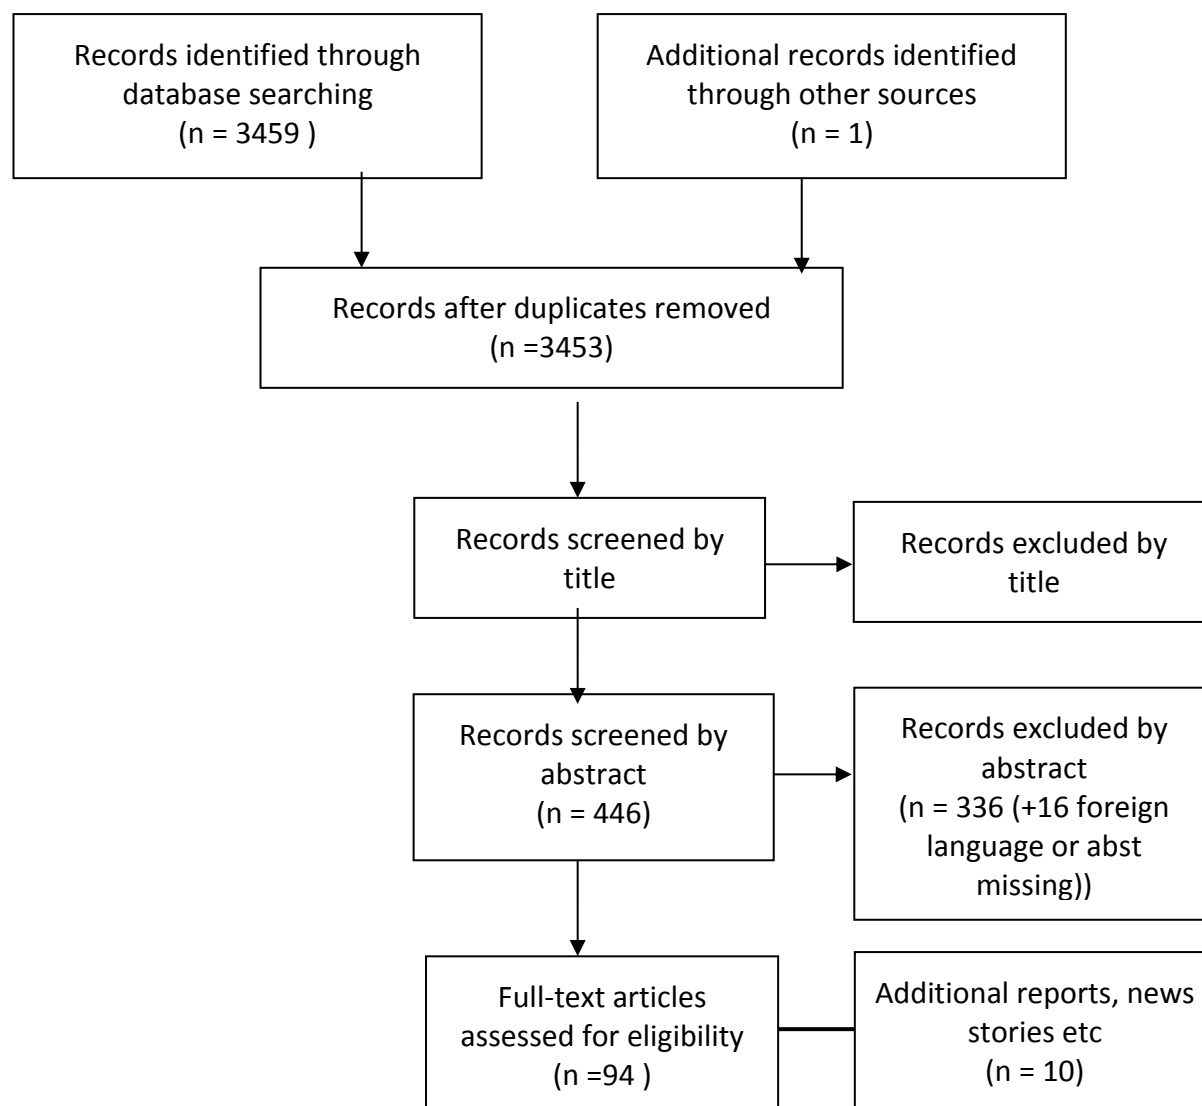 Records identified through
database searching
(n = 3459 )
Additional records identified
through other sources
(n = 1)
Records after duplicates removed
(n =3453)
Records screened by
title
Records excluded by
title
Records screened by
abstract
(n = 446)
Records excluded by
abstract
(n = 336 (+16 foreign
language or abst
missing))
Full-text articles
assessed for eligibility
(n =94 )
Additional reports, news
stories etc
(n = 10)